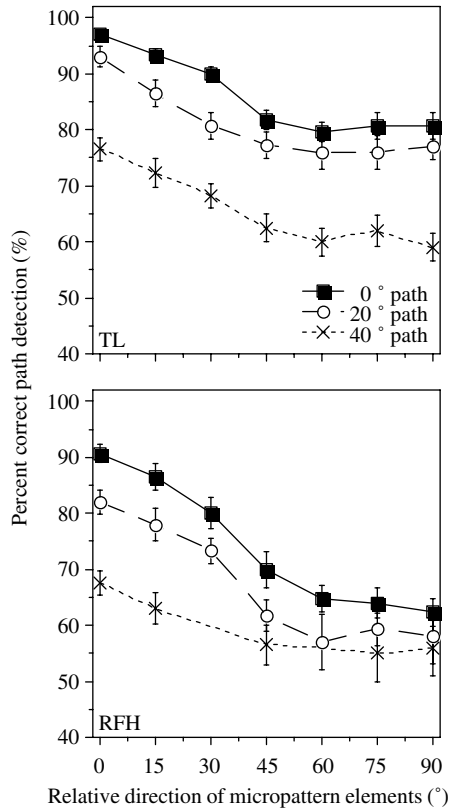 100
90
80
70
60
50
40
TL
0 ° path
20 ° path
40 ° path
100
90
80
70
60
50
40
RFH
0 15 30 45 60 75 90
Relative direction of micropattern elements (°)
Percent correct path detection (%)